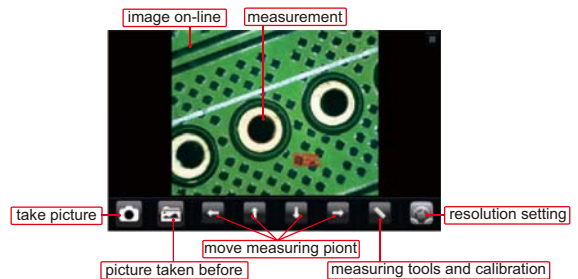 image on-line
measurement
take picture
resolution setting
move measuring piont
picture taken before
measuring tools and calibration